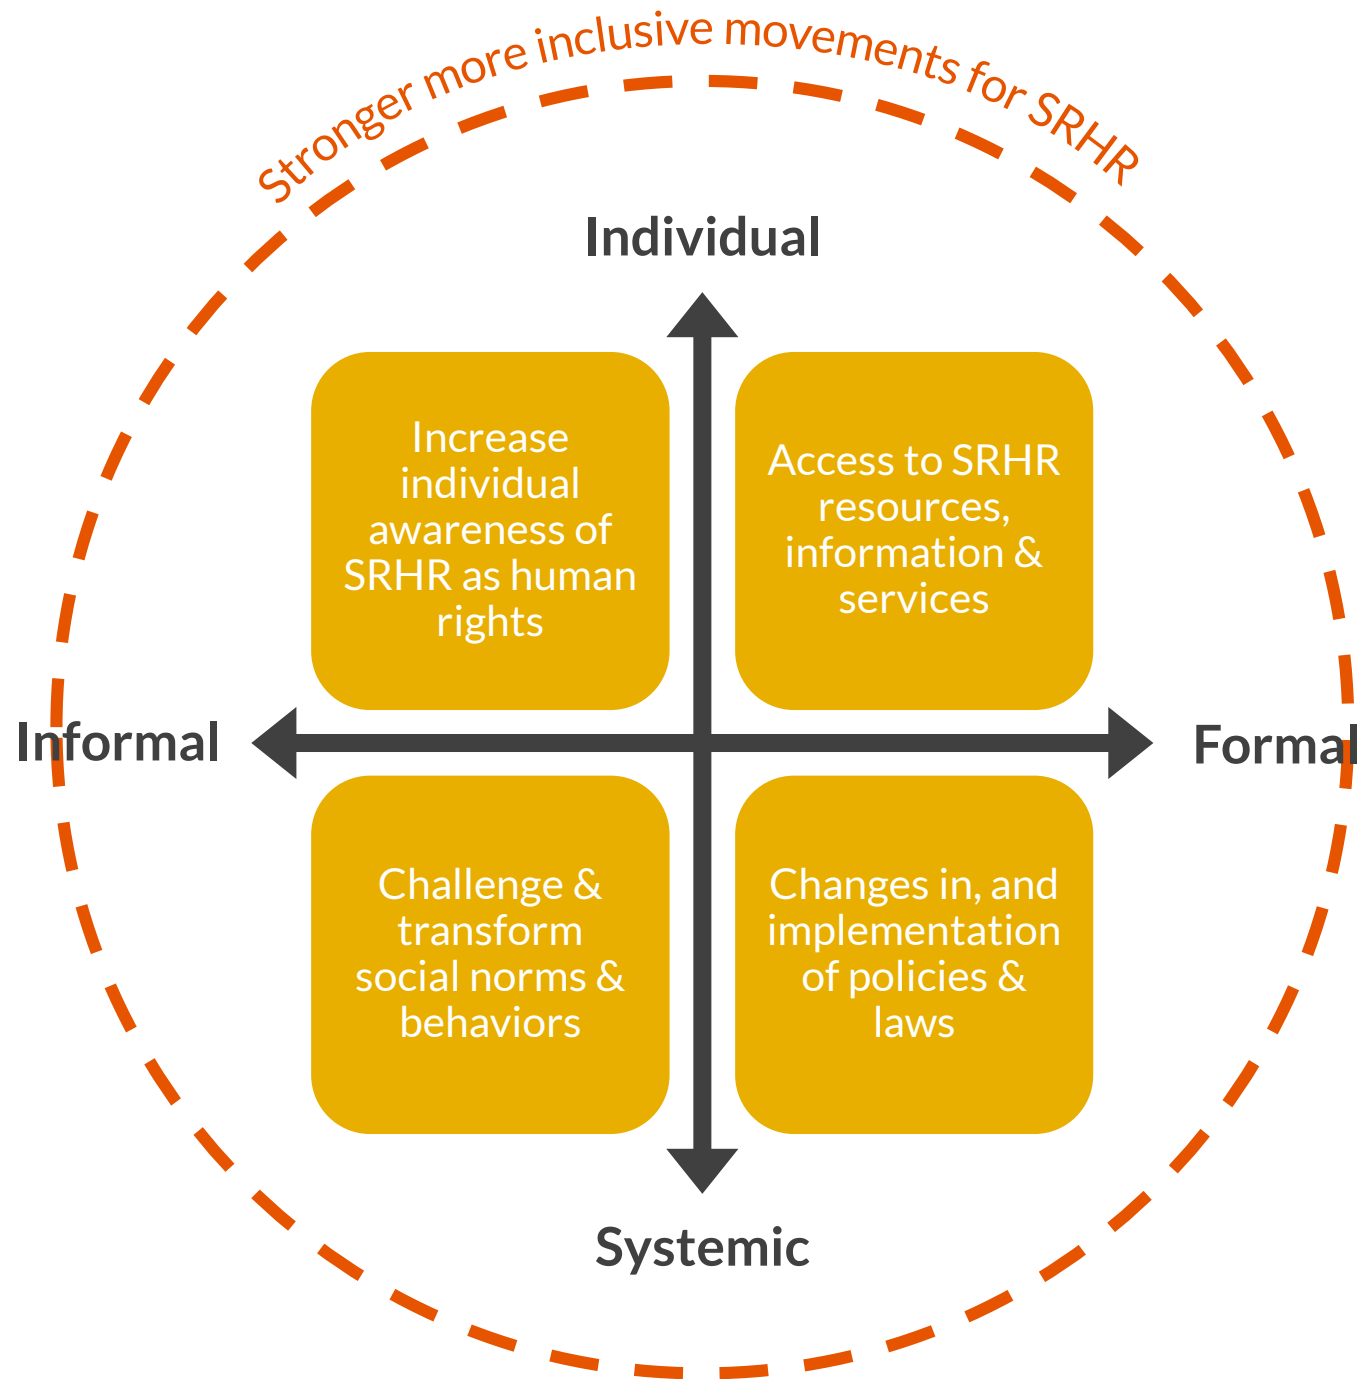 Stronger more inclusive movements for SRHR
Individual
Increase
individual
awareness of
SRHR as human
rights
Access to SRHR
resources,
information &
services
Informal
Formal
Challenge &
transform
social norms &
behaviors
Changes in, and
implementation
of policies &
laws
Systemic